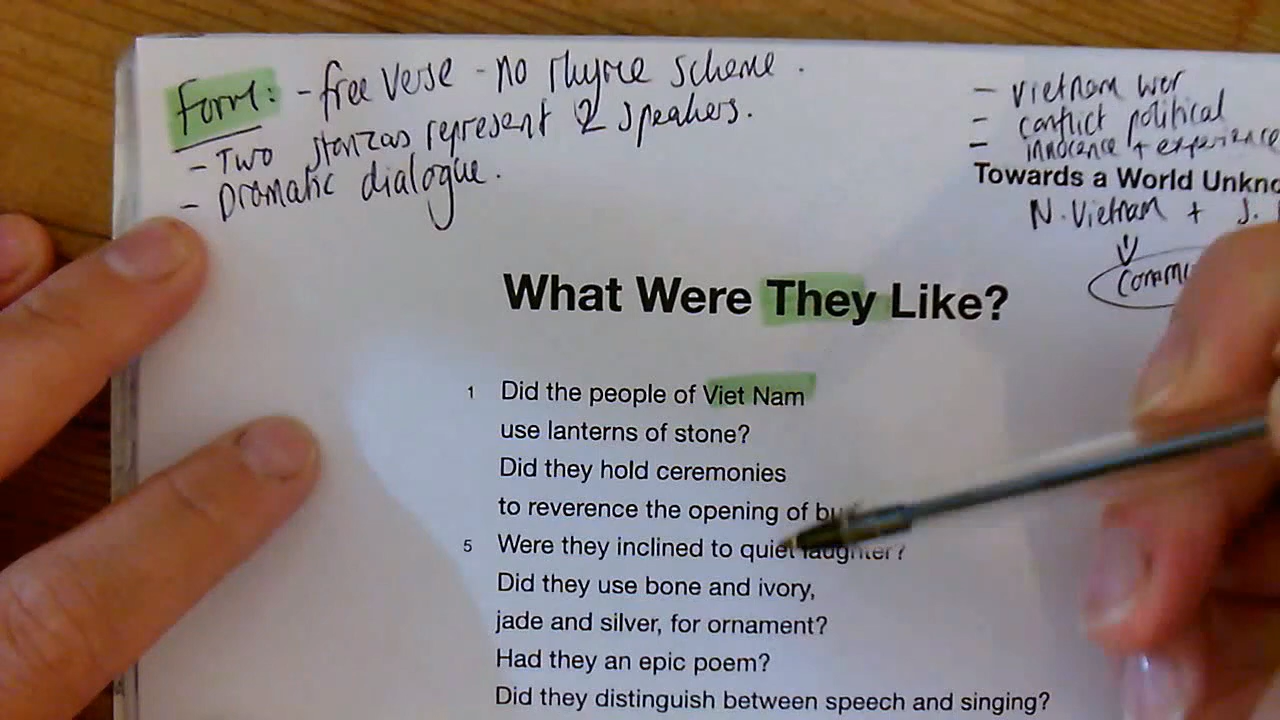 Form: - free verse - no rhyme scheme.
- Two stanzas represent 2 speakers.
- Dramatic dialogue.
- Vietnam war
- conflict political
- innocence + experience
Towards a World Unkno
N. Vietnam + J.
Commu
What Were They Like?
1 Did the people of Viet Nam
use lanterns of stone?
Did they hold ceremonies
to reverence the opening of bu
5 Were they inclined to quiet laughter?
Did they use bone and ivory,
jade and silver, for ornament?
Had they an epic poem?
Did they distinguish between speech and singing?